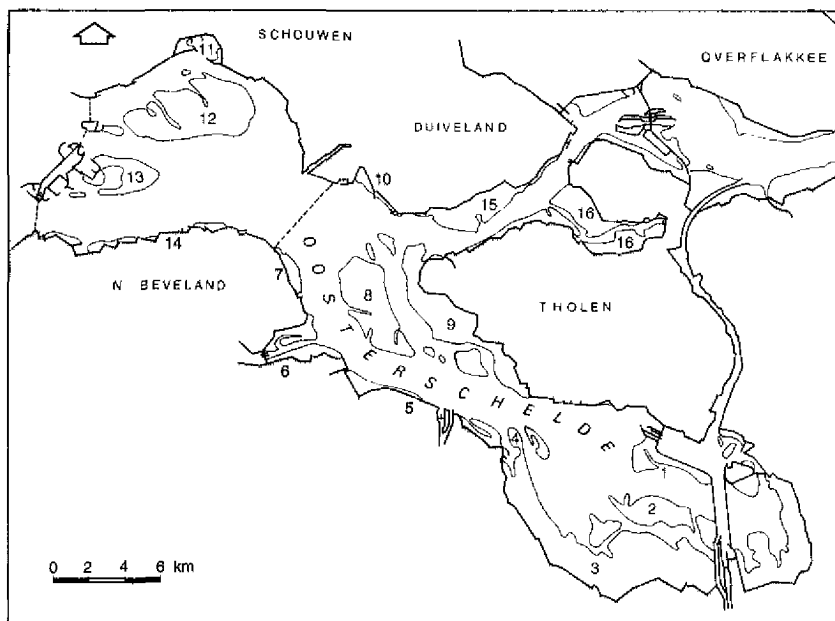 SCHOUWEN
OVERFLAKKEE
11
12
DUIVELAND
13
10
15
16
16
14
7
N BEVELAND
8
THOLEN
9
OOSTERSCHELDE
6
5
4
1
2
3
0 2 4 6 km